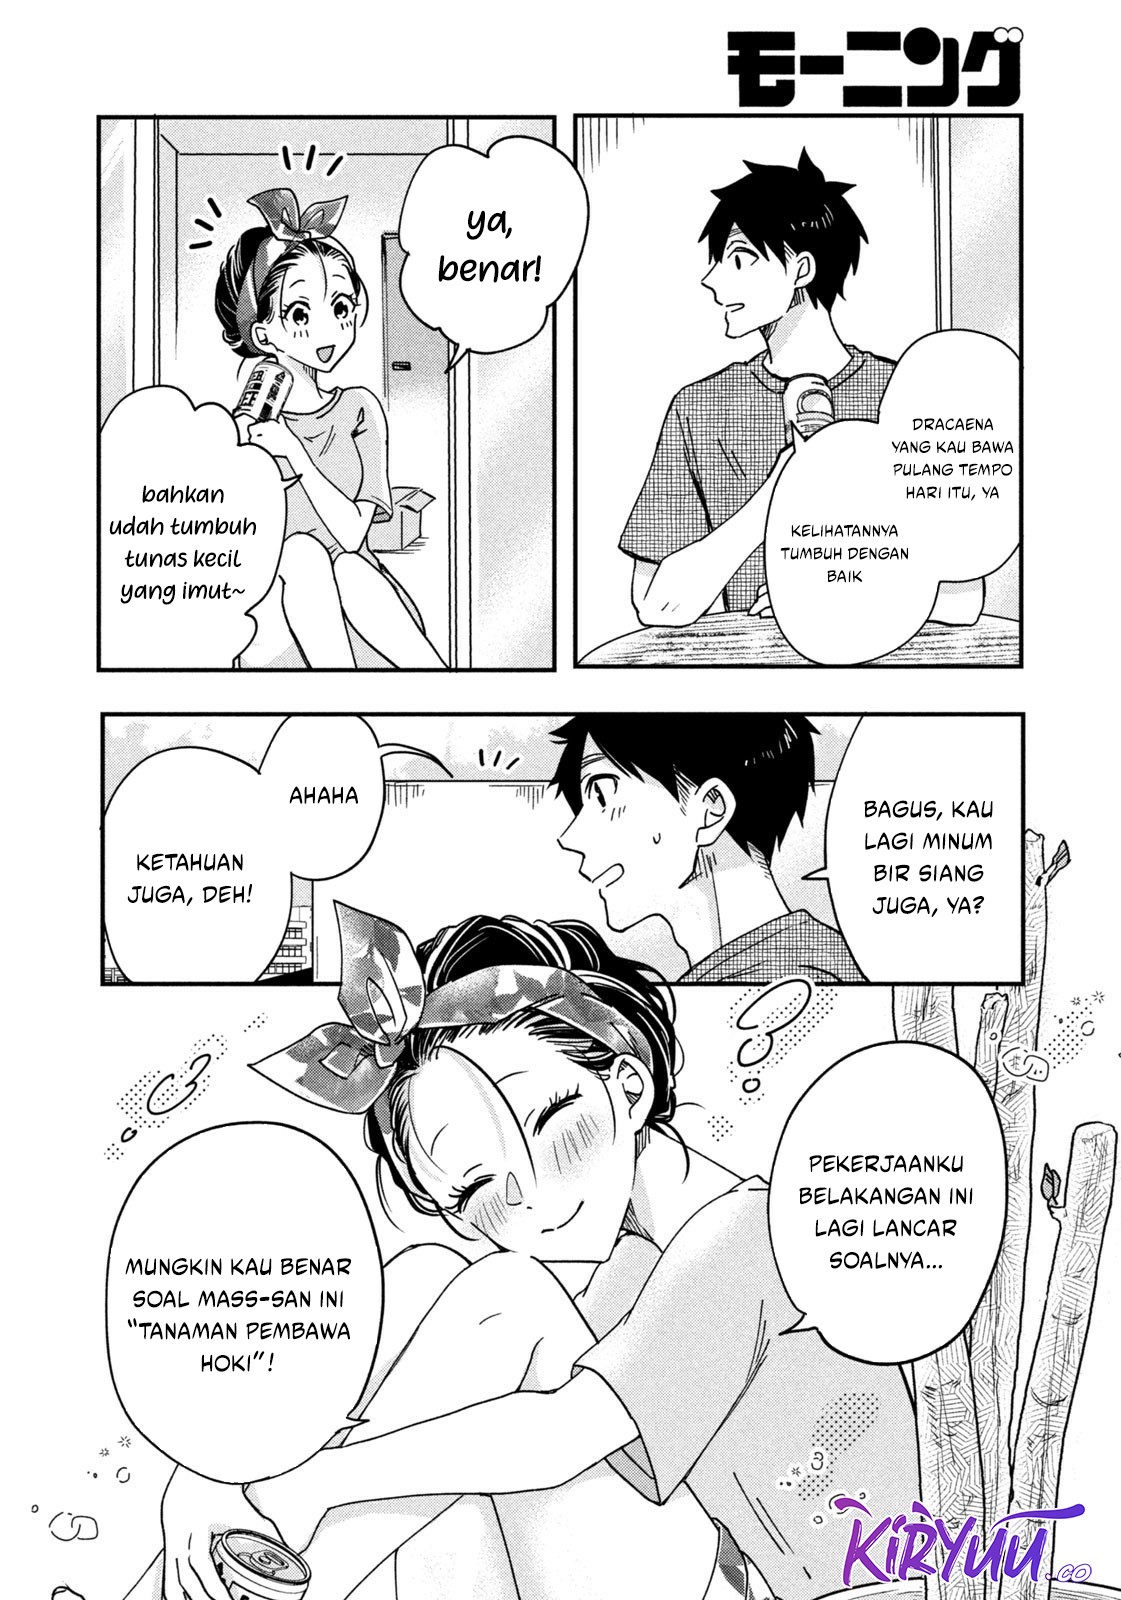 モーニング
DRACAENA
YANG KAU BAWA
PULANG TEMPO
HARI ITU, YA
KELIHATANNYA
TUMBUH DENGAN
BAIK
ya,
benar!
bahkan
udah tumbuh
tunas kecil
yang imut~
BAGUS, KAU
LAGI MINUM
BIR SIANG
JUGA, YA?
AHAHA
KETAHUAN
JUGA, DEH!
PEKERJAANKU
BELAKANGAN INI
LAGI LANCAR
SOALNYA...
MUNGKIN KAU BENAR
SOAL MASS-SAN INI
"TANAMAN PEMBAWA
HOKI"!
KIRYUU.CO